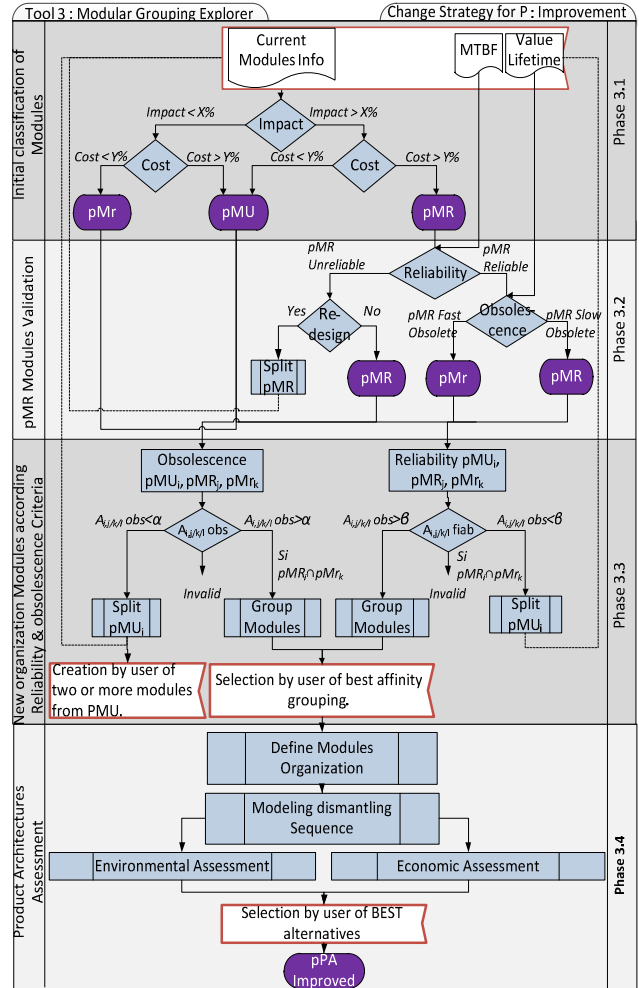 Tool 3 : Modular Grouping Explorer
Change Strategy for P : Improvement
Initial classification of
Modules
Phase 3.1
Current
Modules Info
MTBF
Value
Lifetime
Impact < X%
Impact > X%
Impact
Cost < Y%
Cost > Y%
Cost < Y%
Cost > Y%
Cost
Cost
pMr
pMU
pMR
pMR Modules Validation
Phase 3.2
pMR
Unreliable
pMR
Reliable
Reliability
Yes
No
Re-
design
pMR Fast
Obsolete
Obsoles-
cence
pMR Slow
Obsolete
Split
pMR
pMR
pMr
pMR
New organization Modules according
Reliability & obsolescence Criteria
Phase 3.3
Obsolescence
pMUi, pMRj, pMrk
Reliability pMUi,
pMRj, pMrk
Ai,j/k/l obs<α
Ai,j/k/l obs
Ai,j/k/l obs>α
Ai,j/k/l obs>β
Ai,j/k/l fiab
Ai,j/k/l obs<β
Si
pMRj∩pMrk
Si
pMRj∩pMrk
Invalid
Invalid
Split
pMUi
Group
Modules
Group
Modules
Split
pMUi
Creation by user of
two or more modules
from PMU.
Selection by user of best affinity
grouping.
Product Architectures
Assessment
Phase 3.4
Define Modules
Organization
Modeling dismantling
Sequence
Environmental Assessment
Economic Assessment
Selection by user of BEST
alternatives
pPA
Improved